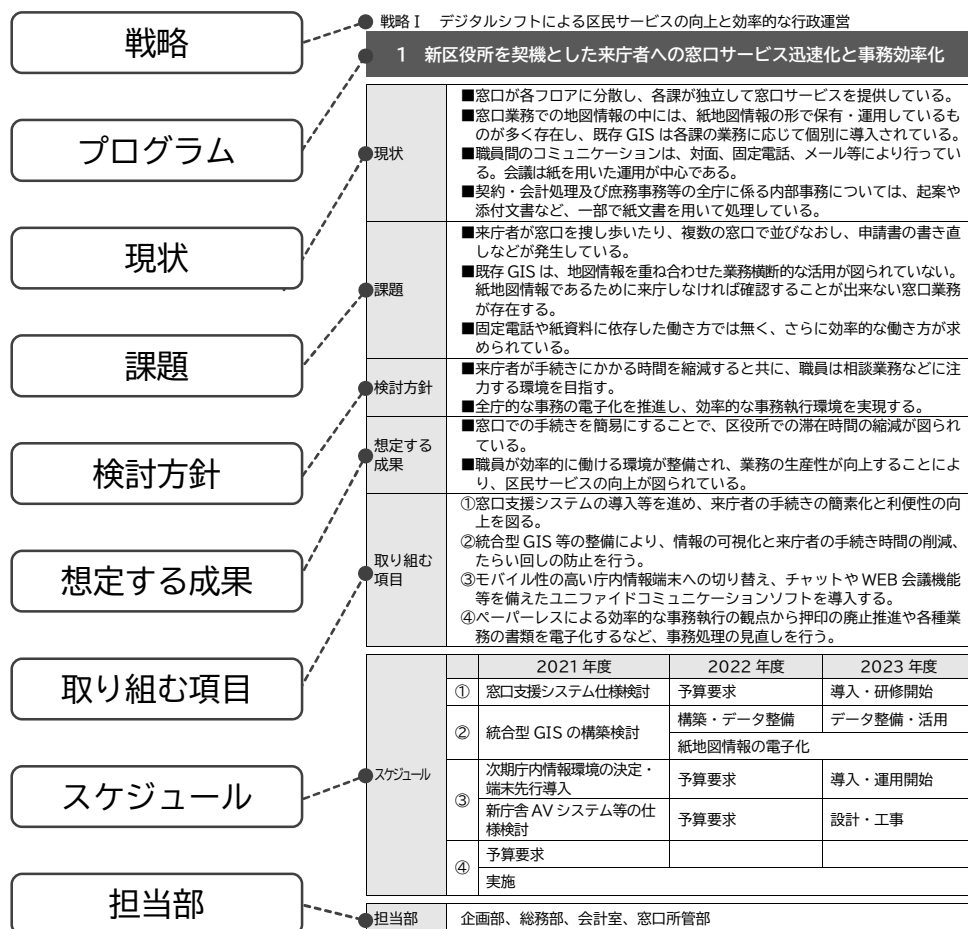 戦略
プログラム
現状
課題
検討方針
想定する成果
取り組む項目
スケジュール
担当部
戦略Ⅰ デジタルシフトによる区民サービスの向上と効率的な行政運営
1 新区役所を契機とした来庁者への窓口サービス迅速化と事務効率化
現状
■窓口が各フロアに分散し、各課が独立して窓口サービスを提供している。
■窓口業務での地図情報の中には、紙地図情報の形で保有・運用しているも
のが多く存在し、既存 GIS は各課の業務に応じて個別に導入されている。
■職員間のコミュニケーションは、対面、固定電話、メール等により行ってい
る。会議は紙を用いた運用が中心である。
■契約・会計処理及び庶務事務等の全庁に係る内部事務については、起案や
添付文書など、一部で紙文書を用いて処理している。
課題
■来庁者が窓口を捜し歩いたり、複数の窓口で並びなおし、申請書の書き直
しなどが発生している。
■既存 GIS は、地図情報を重ね合わせた業務横断的な活用が図られていない。
紙地図情報であるために来庁しなければ確認することが出来ない窓口業務
が存在する。
■固定電話や紙資料に依存した働き方では無く、さらに効率的な働き方が求
められている。
検討方針
■来庁者が手続きにかかる時間を縮減すると共に、職員は相談業務などに注
力する環境を目指す。
■全庁的な事務の電子化を推進し、効率的な事務執行環境を実現する。
想定する
成果
■窓口での手続きを簡易にすることで、区役所での滞在時間の縮減が図られ
ている。
■職員が効率的に働ける環境が整備され、業務の生産性が向上することによ
り、区民サービスの向上が図られている。
取り組む
項目
①窓口支援システムの導入等を進め、来庁者の手続きの簡素化と利便性の向
上を図る。
②統合型 GIS 等の整備により、情報の可視化と来庁者の手続き時間の削減、
たらい回しの防止を行う。
③モバイル性の高い庁内情報端末への切り替え、チャットや WEB 会議機能
等を備えたユニファイドコミュニケーションソフトを導入する。
④ペーパーレスによる効率的な事務執行の観点から押印の廃止推進や各種業
務の書類を電子化するなど、事務処理の見直しを行う。
スケジュール
2021 年度 2022 年度 2023 年度
① 窓口支援システム仕様検討 予算要求 導入・研修開始
② 統合型 GIS の構築検討 構築・データ整備 データ整備・活用
紙地図情報の電子化
③ 次期庁内情報環境の決定・
端末先行導入 予算要求 導入・運用開始
新庁舎 AV システム等の仕
様検討 予算要求 設計・工事
④ 予算要求
実施
担当部 企画部、総務部、会計室、窓口所管部